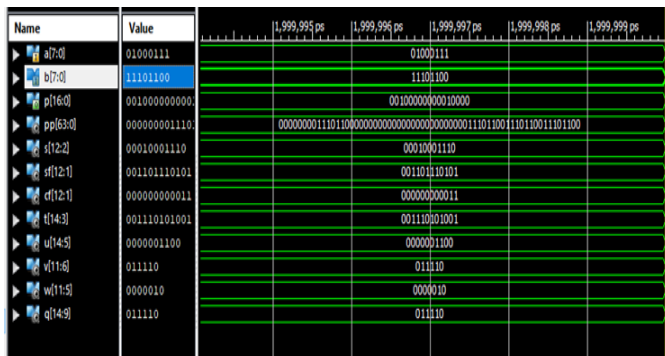 Name Value 1,999,995 ps 1,999,996 ps 1,999,997 ps 1,999,998 ps 1,999,999 ps
a[7:0] 01000111 01000111
b[7:0] 11101100 11101100
p[16:0] 001000000000 00100000000010000
pp[63:0] 000000001110 0000000011101100000000000000000000000000111011001110110011101100
s[12:2] 00010001110 00010001110
sf[12:1] 001101110101 001101110101
cf[12:1] 000000000011 000000000011
t[14:3] 001110101001 001110101001
u[14:5] 0000001100 0000001100
v[11:6] 011110 011110
w[11:5] 0000010 0000010
q[14:9] 011110 011110